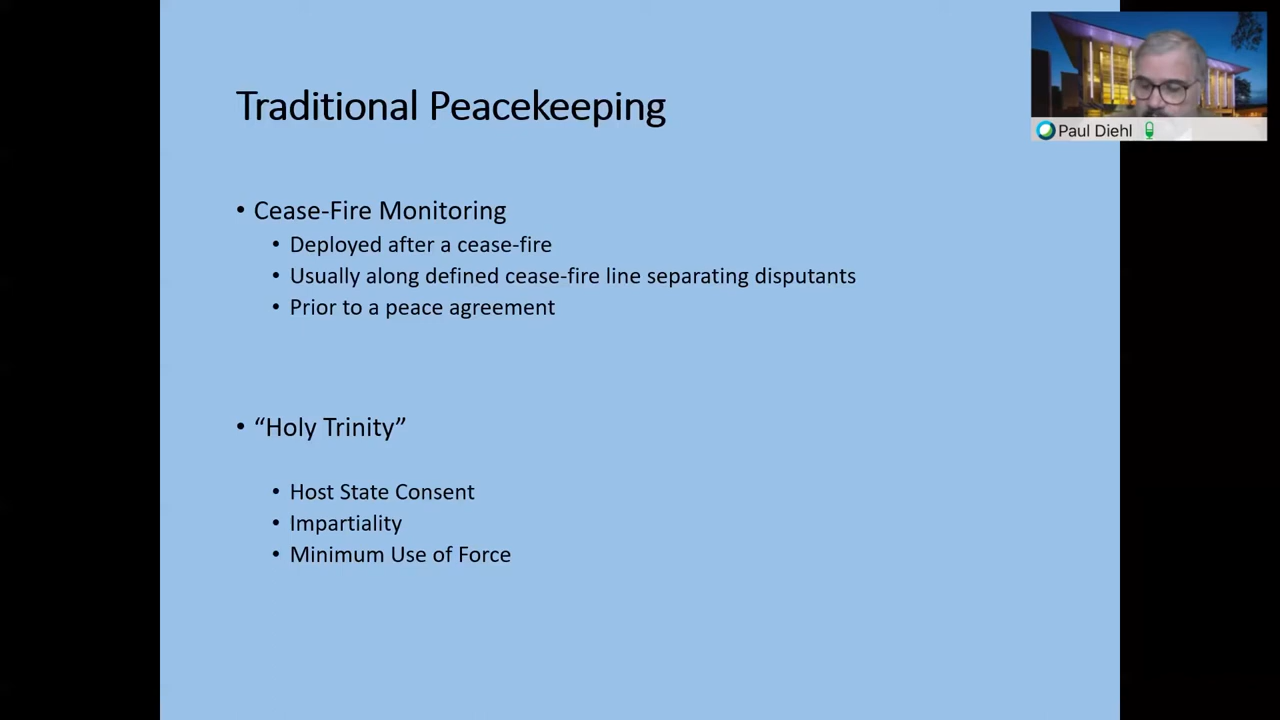 Traditional Peacekeeping
Paul Diehl
• Cease-Fire Monitoring
• Deployed after a cease-fire
• Usually along defined cease-fire line separating disputants
• Prior to a peace agreement
• “Holy Trinity”
• Host State Consent
• Impartiality
• Minimum Use of Force